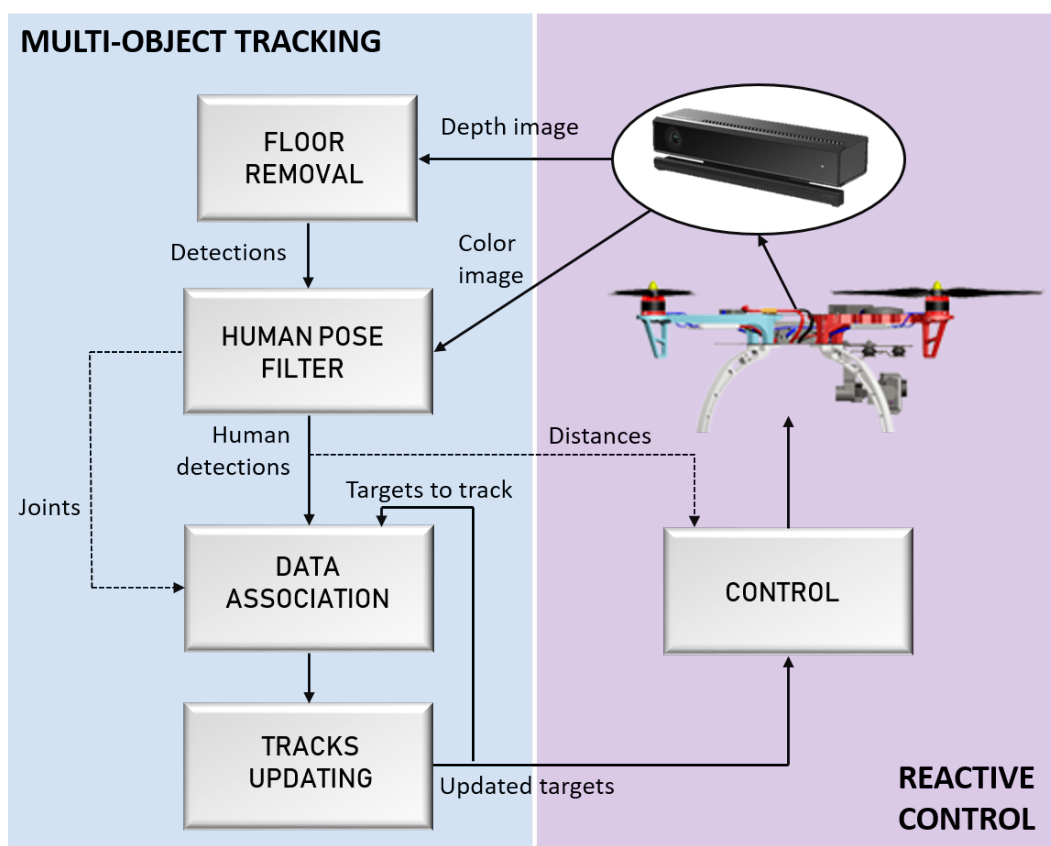 MULTI-OBJECT TRACKING
FLOOR
REMOVAL
Depth image
Detections
Color
image
HUMAN POSE
FILTER
Human
detections
Distances
Targets to track
Joints
DATA
ASSOCIATION
CONTROL
TRACKS
UPDATING
Updated targets
REACTIVE
CONTROL